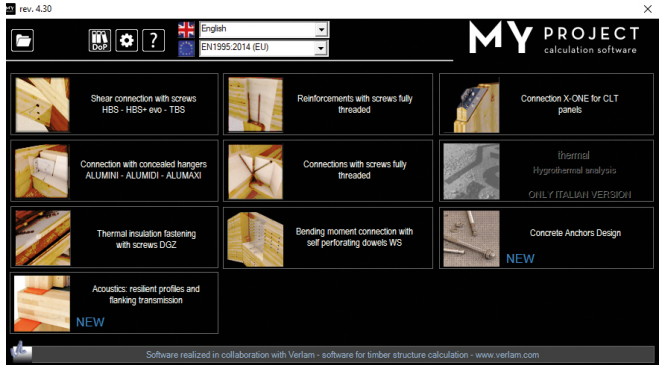 MY rev. 4.30
DoP
?
English
EN1995:2014 (EU)
MY PROJECT
calculation software
Shear connection with screws
HBS - HBS+ evo - TBS
Reinforcements with screws fully
threaded
Connection X-ONE for CLT
panels
Connection with concealed hangers
ALUMINI - ALUMIDI - ALUMAXI
Connections with screws fully
threaded
thermal
Hygrothermal analysis
ONLY ITALIAN VERSION
Thermal insulation fastening
with screws DGZ
Bending moment connection with
self perforating dowels WS
Concrete Anchors Design
NEW
Acoustics: resilient profiles and
flanking transmission
NEW
Software realized in collaboration with Verlam - software for timber structure calculation - www.verlam.com